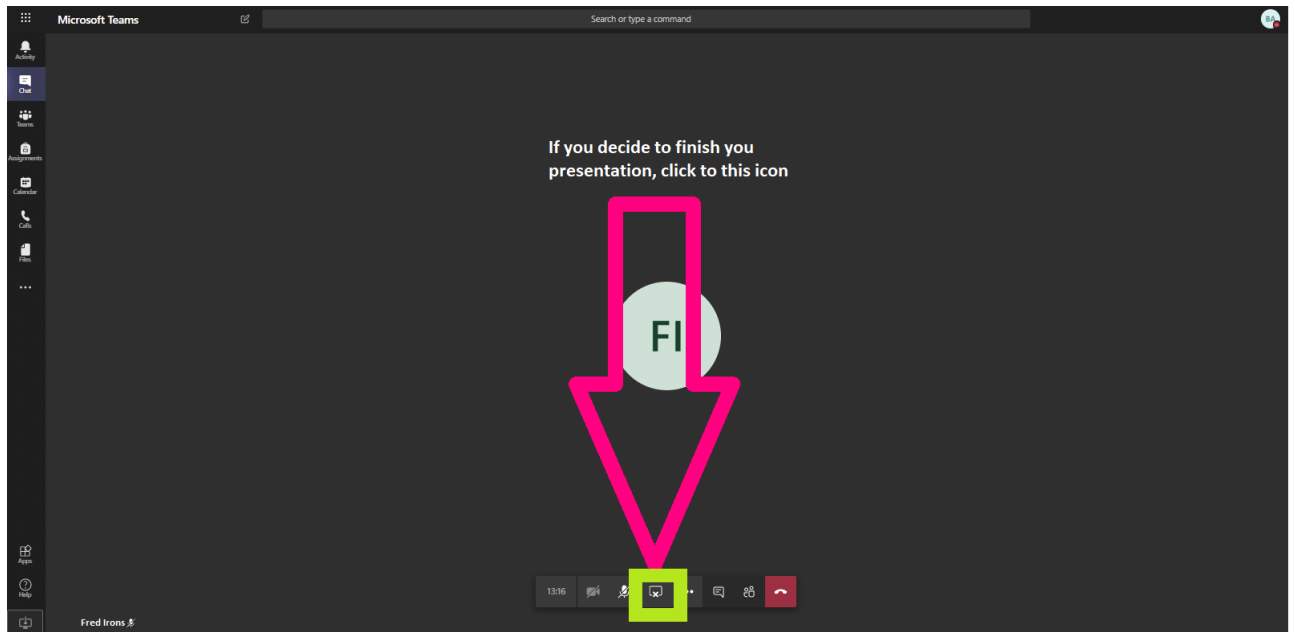 Microsoft Teams
Search or type a command
BA
Activity
Chat
Teams
Assignments
Calendar
Calls
Files
If you decide to finish you
presentation, click to this icon
FI
Apps
Help
13:16
Fred Irons